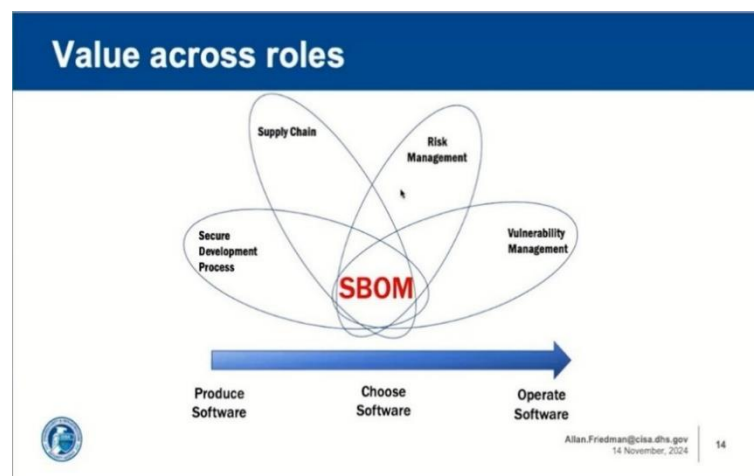 Value across roles
Supply Chain
Risk
Management
Secure
Development
Process
Vulnerability
Management
SBOM
Produce
Software
Choose
Software
Operate
Software
Allan.Friedman@cisa.dhs.gov
14 November, 2024
14